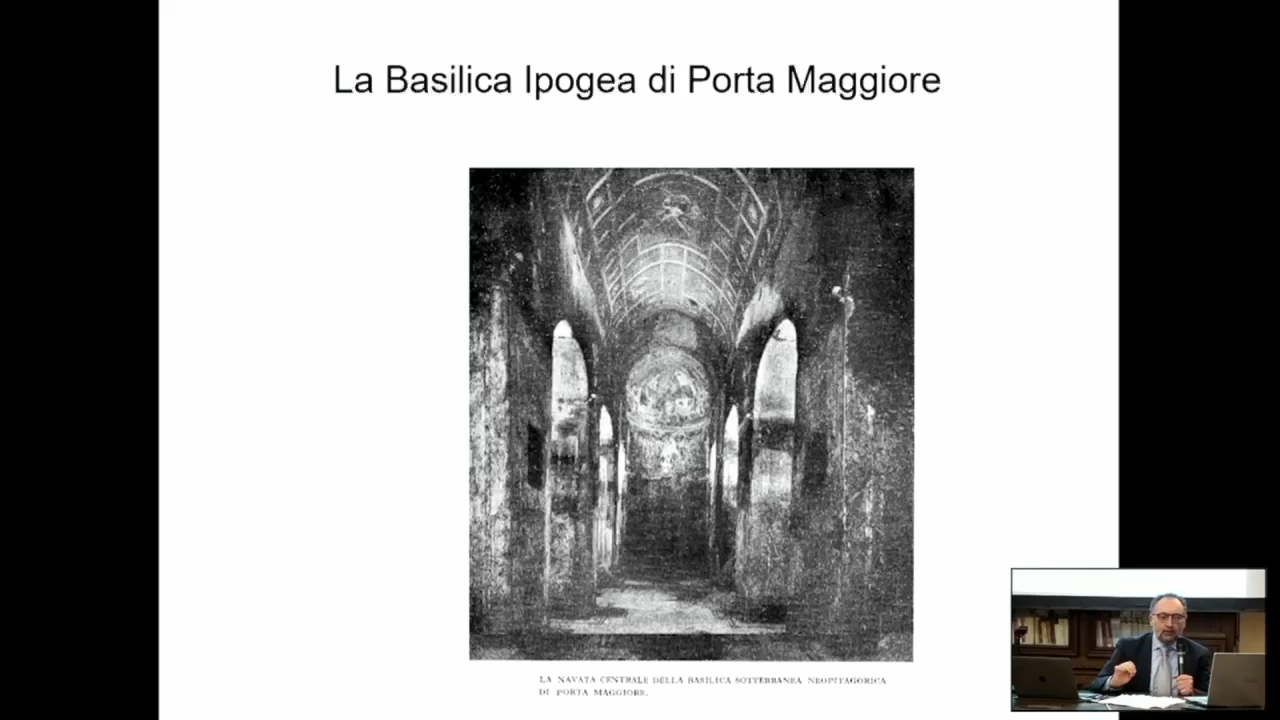 La Basilica Ipogea di Porta Maggiore
LA NAVATA CENTRALE DELLA BASILICA SOTTERRANEA NEOPITAGORICA
DI PORTA MAGGIORE.